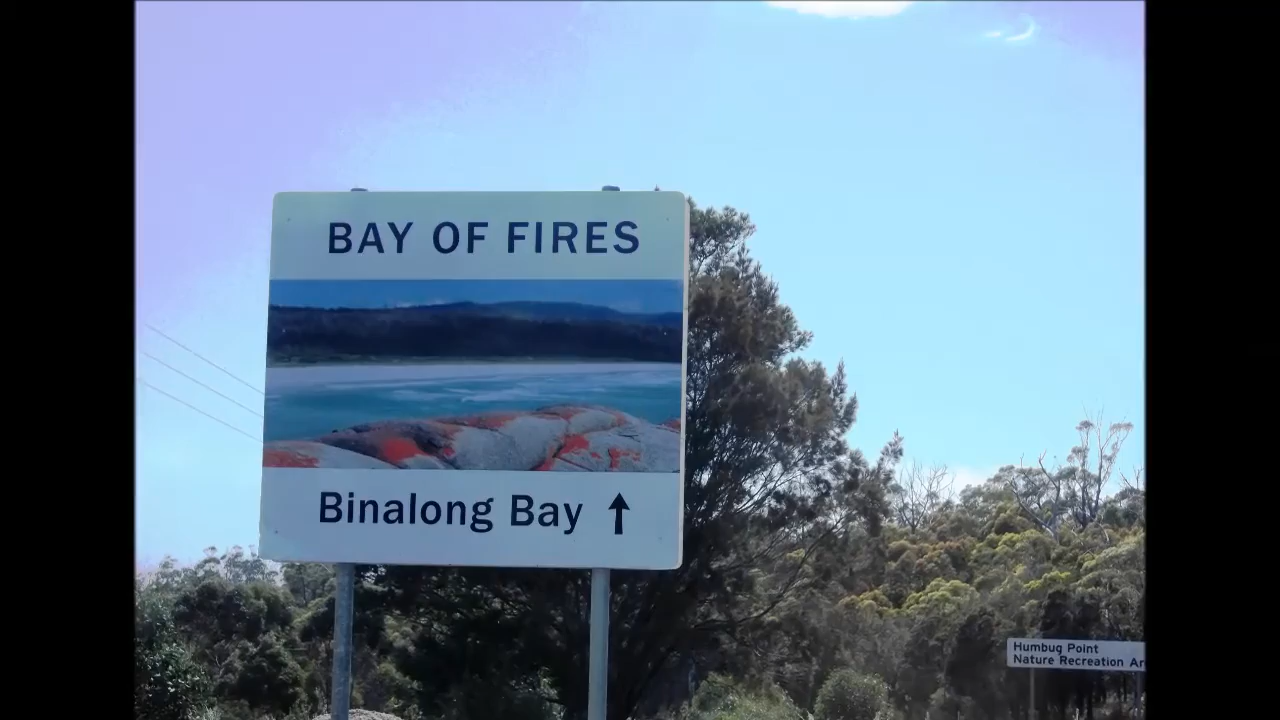 BAY OF FIRES
Binalong Bay ↑
Humbug Point
Nature Recreation